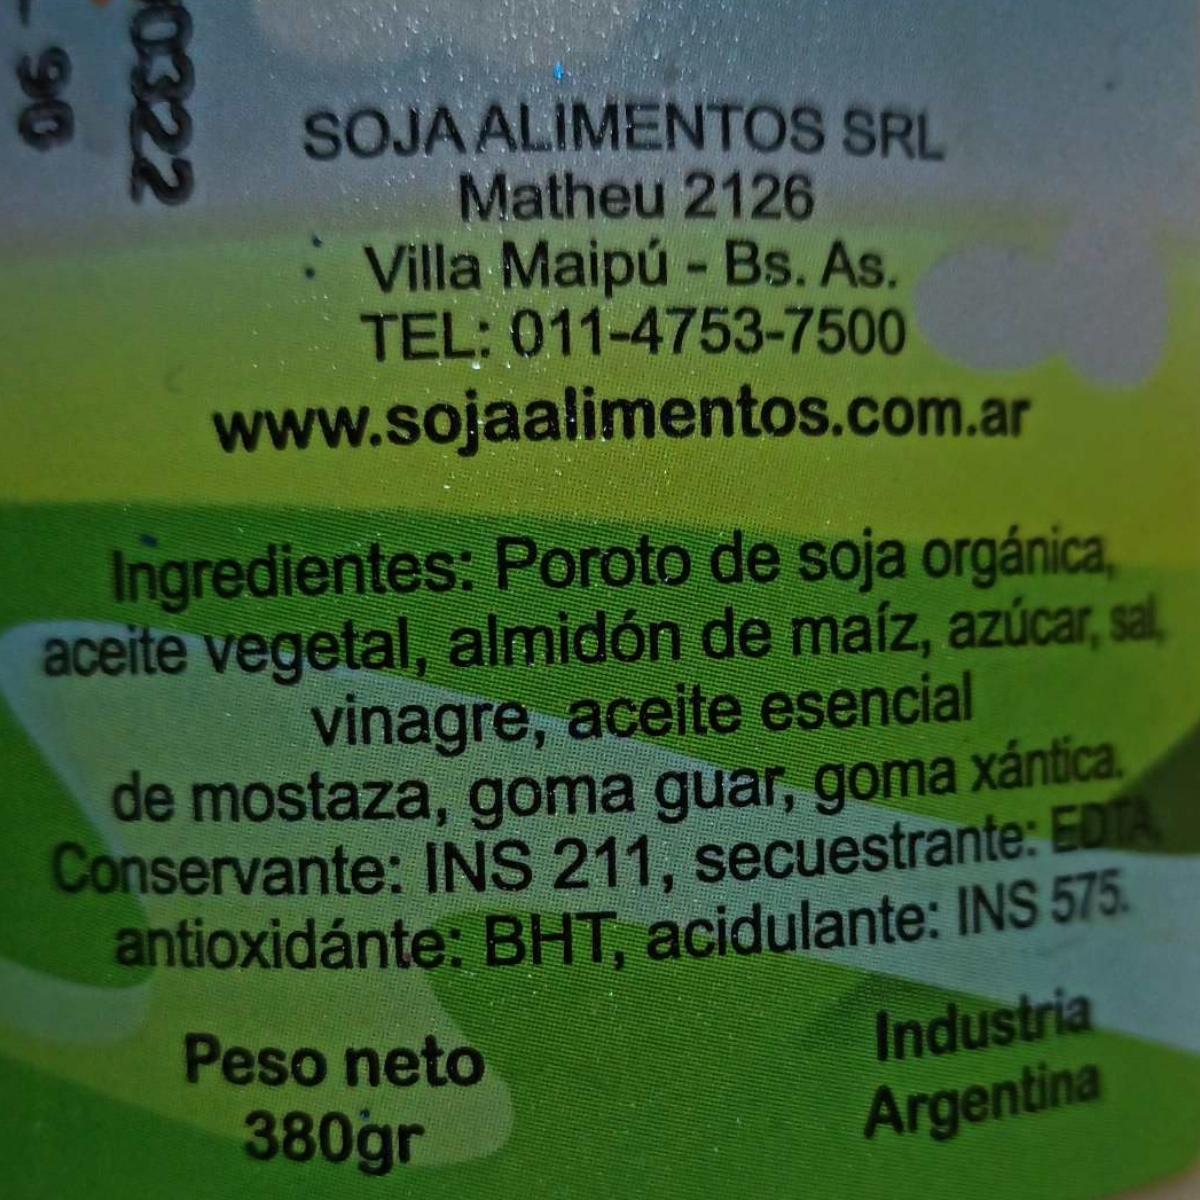 SOJA ALIMENTOS SRL
Matheu 2126
Villa Maipú - Bs. As.
TEL: 011-4753-7500
www.sojaalimentos.com.ar
Ingredientes: Poroto de soja orgánica,
aceite vegetal, almidón de maíz, azúcar, sal,
vinagre, aceite esencial
de mostaza, goma guar, goma xántica.
Conservante: INS 211, secuestrante: EDTA,
antioxidánte: BHT, acidulante: INS 575.
Peso neto
380gr
Industria
Argentina
90
0322